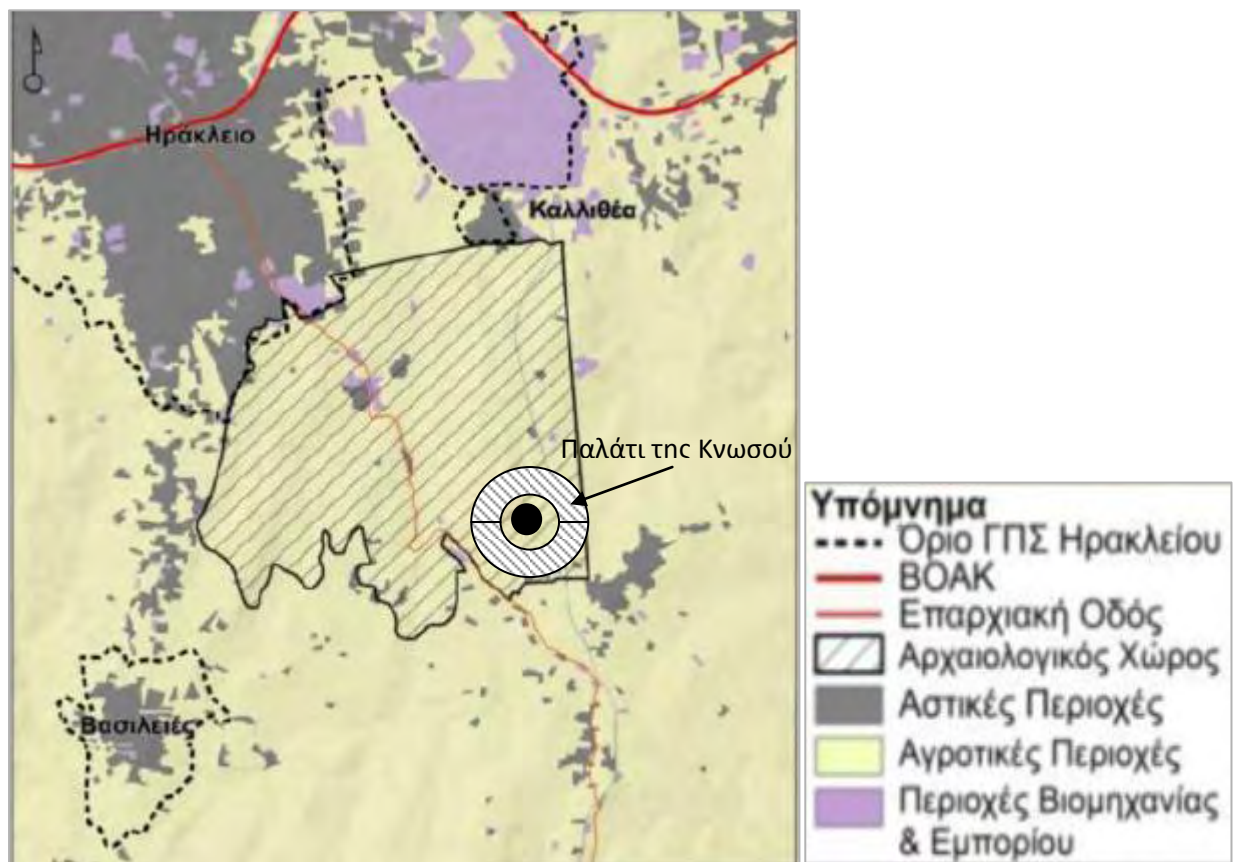 Ηράκλειο
Καλλιθέα
Παλάτι της Κνωσού
Βασιλειές
Υπόμνημα
Όριο ΓΠΣ Ηρακλείου
ΒΟΑΚ
Επαρχιακή Οδός
Αρχαιολογικός Χώρος
Αστικές Περιοχές
Αγροτικές Περιοχές
Περιοχές Βιομηχανίας
& Εμπορίου